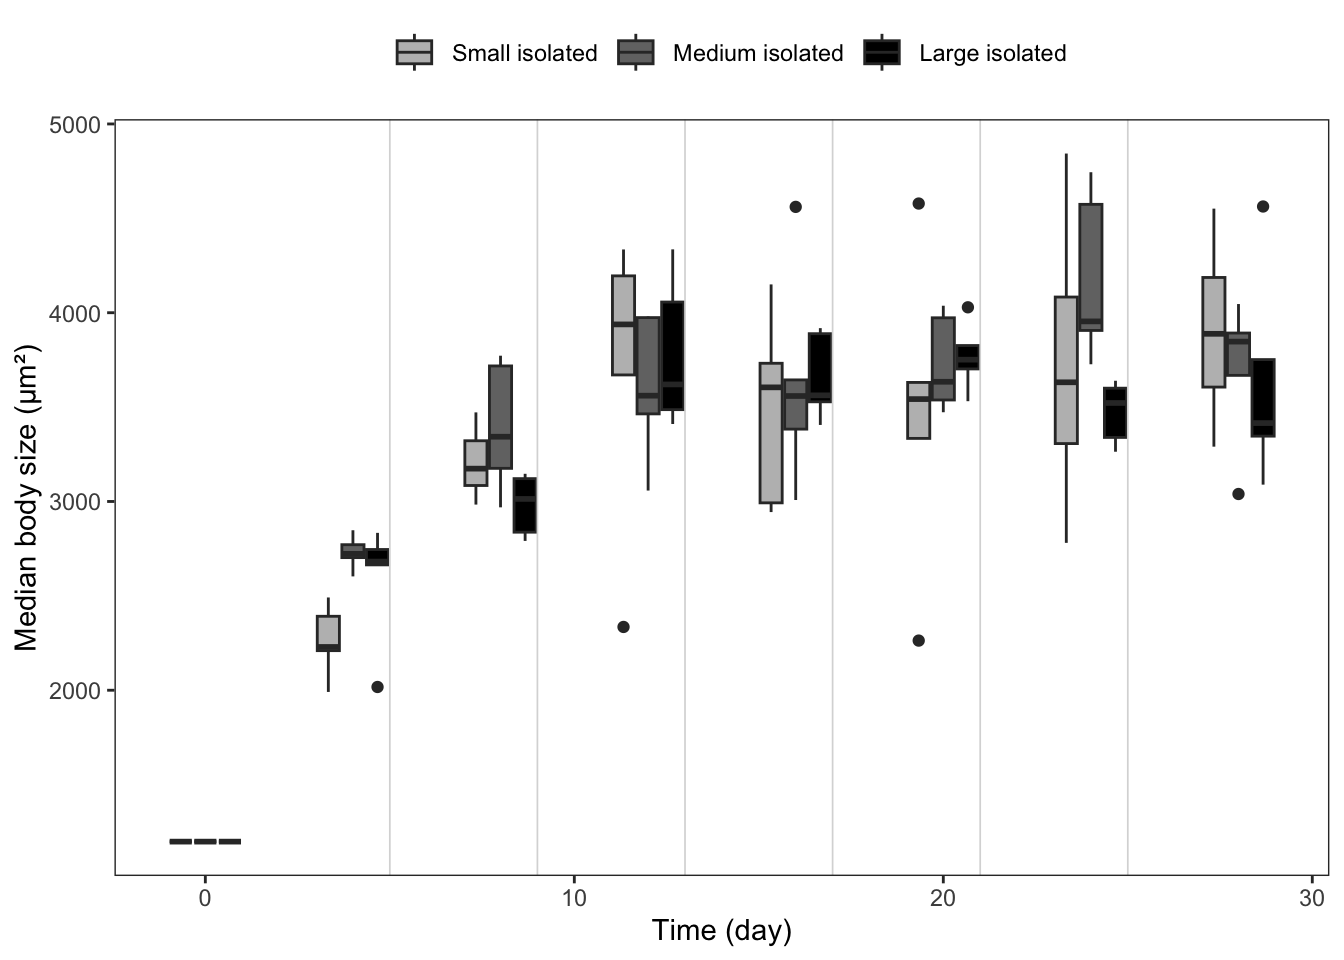 Small isolated Medium isolated Large isolated
5000
4000
3000
2000
Median body size (µm²)
0 10 20 30
Time (day)